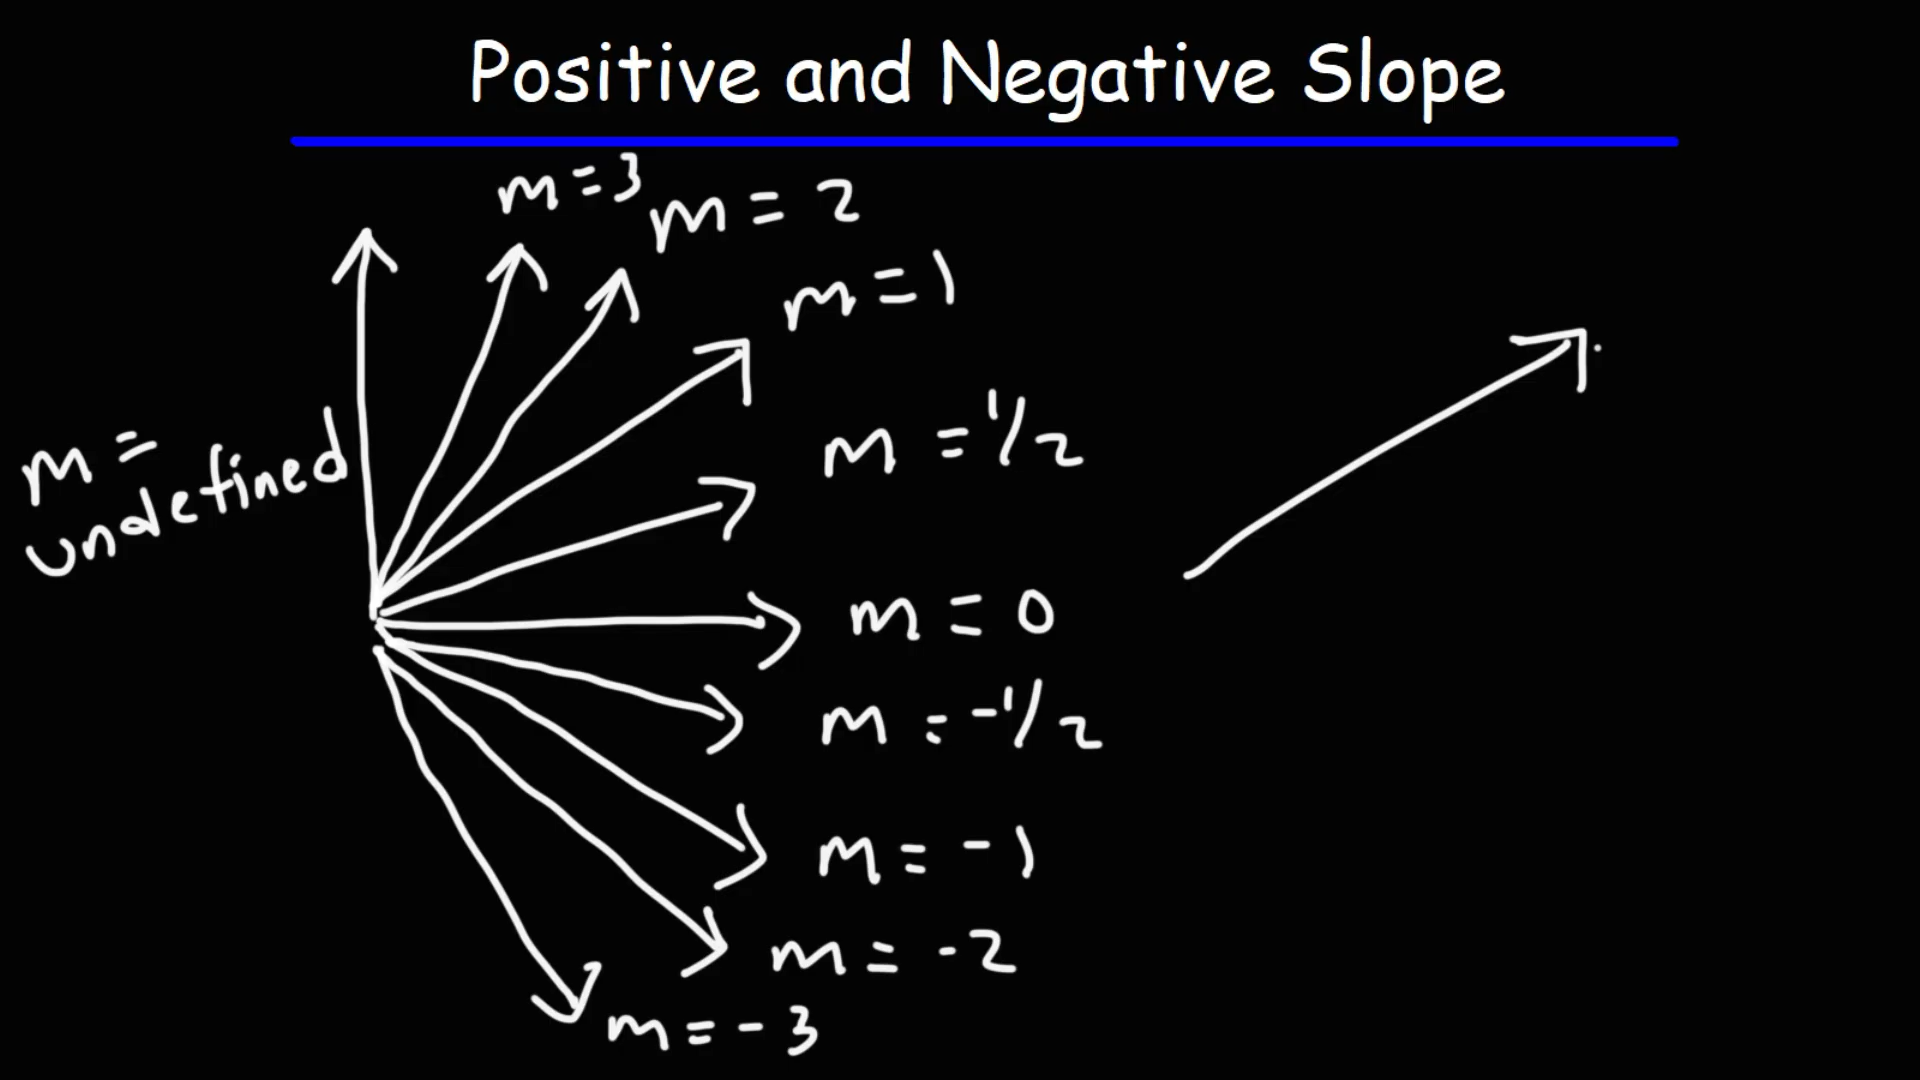 Positive and Negative Slope
m = 3
m = 2
m = 1
m = 1/2
m =
undefined
m = 0
m = -1/2
m = -1
m = -2
m = -3